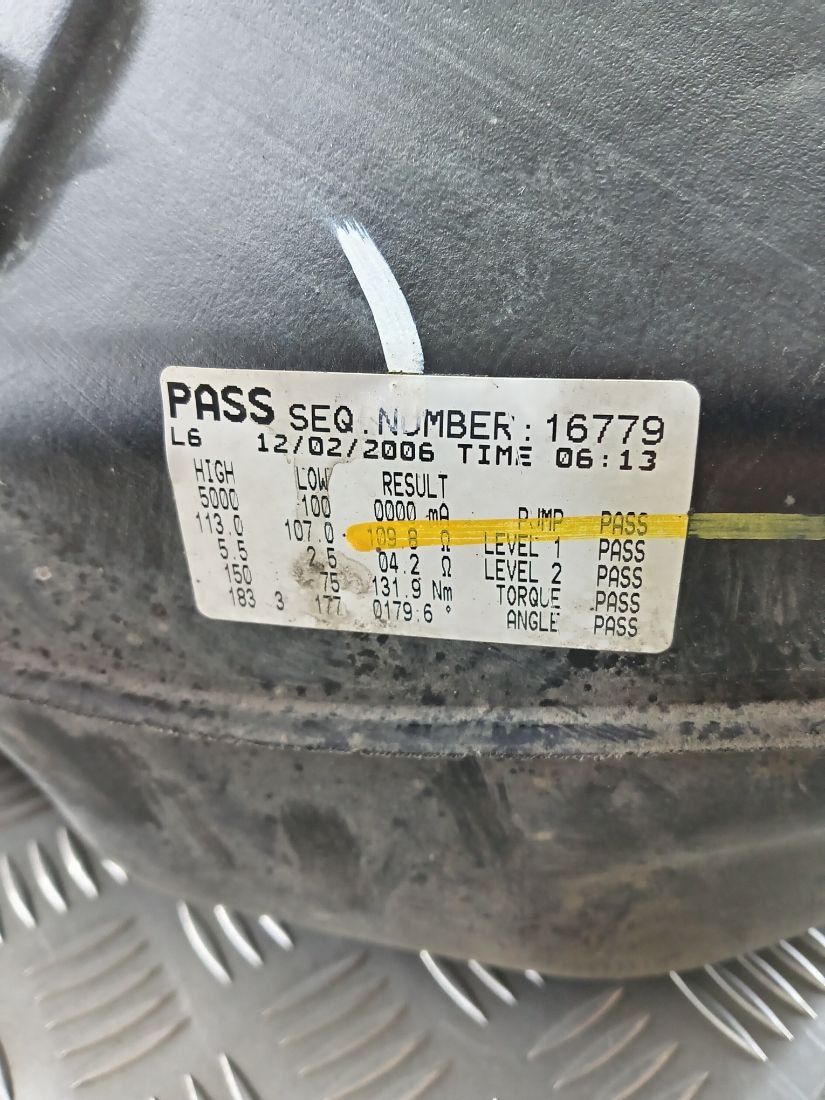 PASS SEQ.NUMBER:16779
L6 12/02/2006 TIME 06:13
HIGH LOW RESULT
5000 100 0000 mA PUMP PASS
113.0 107.0 109.8 Ω LEVEL 1 PASS
5.5 2.5 04.2 Ω LEVEL 2 PASS
150 75 131.9 Nm TORQUE PASS
183 3 177 0179.6 ° ANGLE PASS